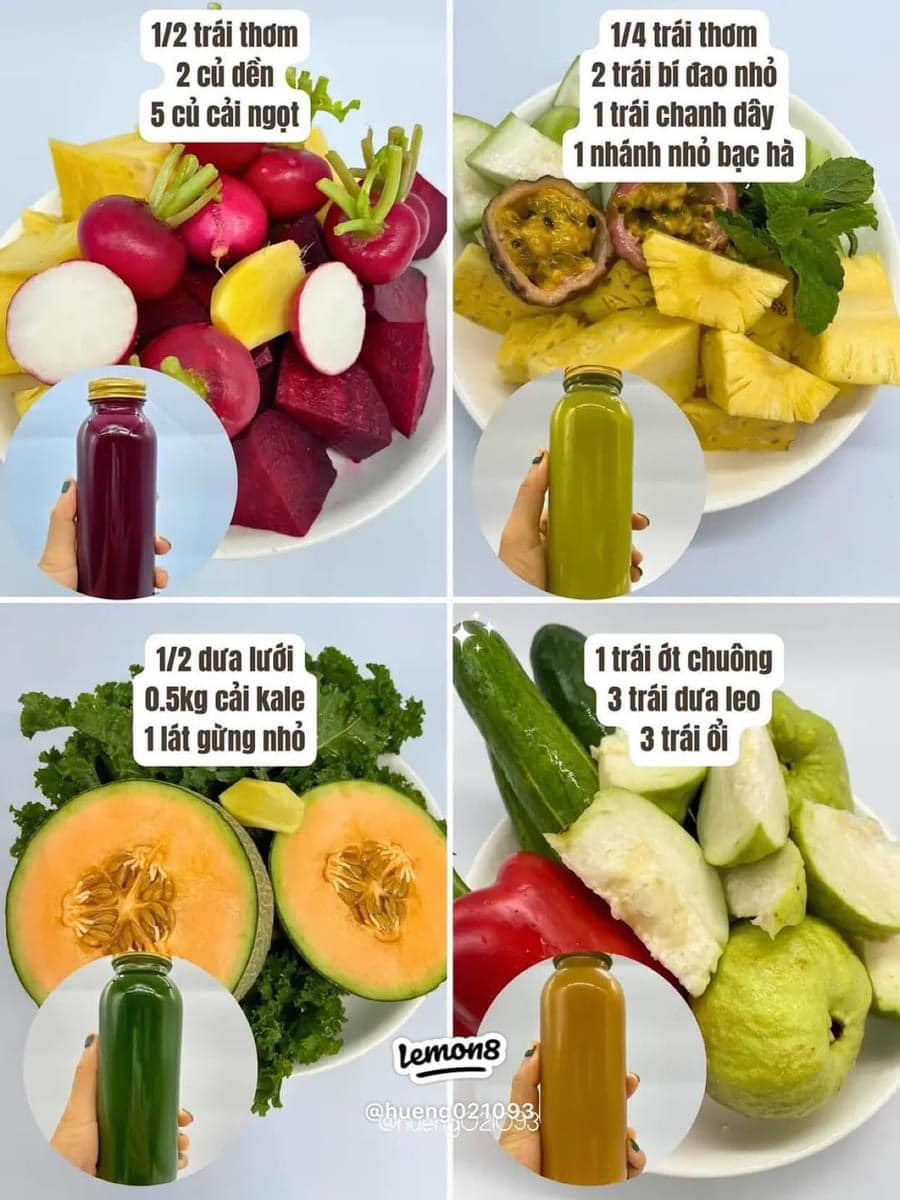 1/2 trái thơm
2 củ dền
5 củ cải ngọt
1/4 trái thơm
2 trái bí đao nhỏ
1 trái chanh dây
1 nhánh nhỏ bạc hà
1/2 dưa lưới
0.5kg cải kale
1 lát gừng nhỏ
1 trái ớt chuông
3 trái dưa leo
3 trái ổi
lemon8
@hueng021093
@hueng021093